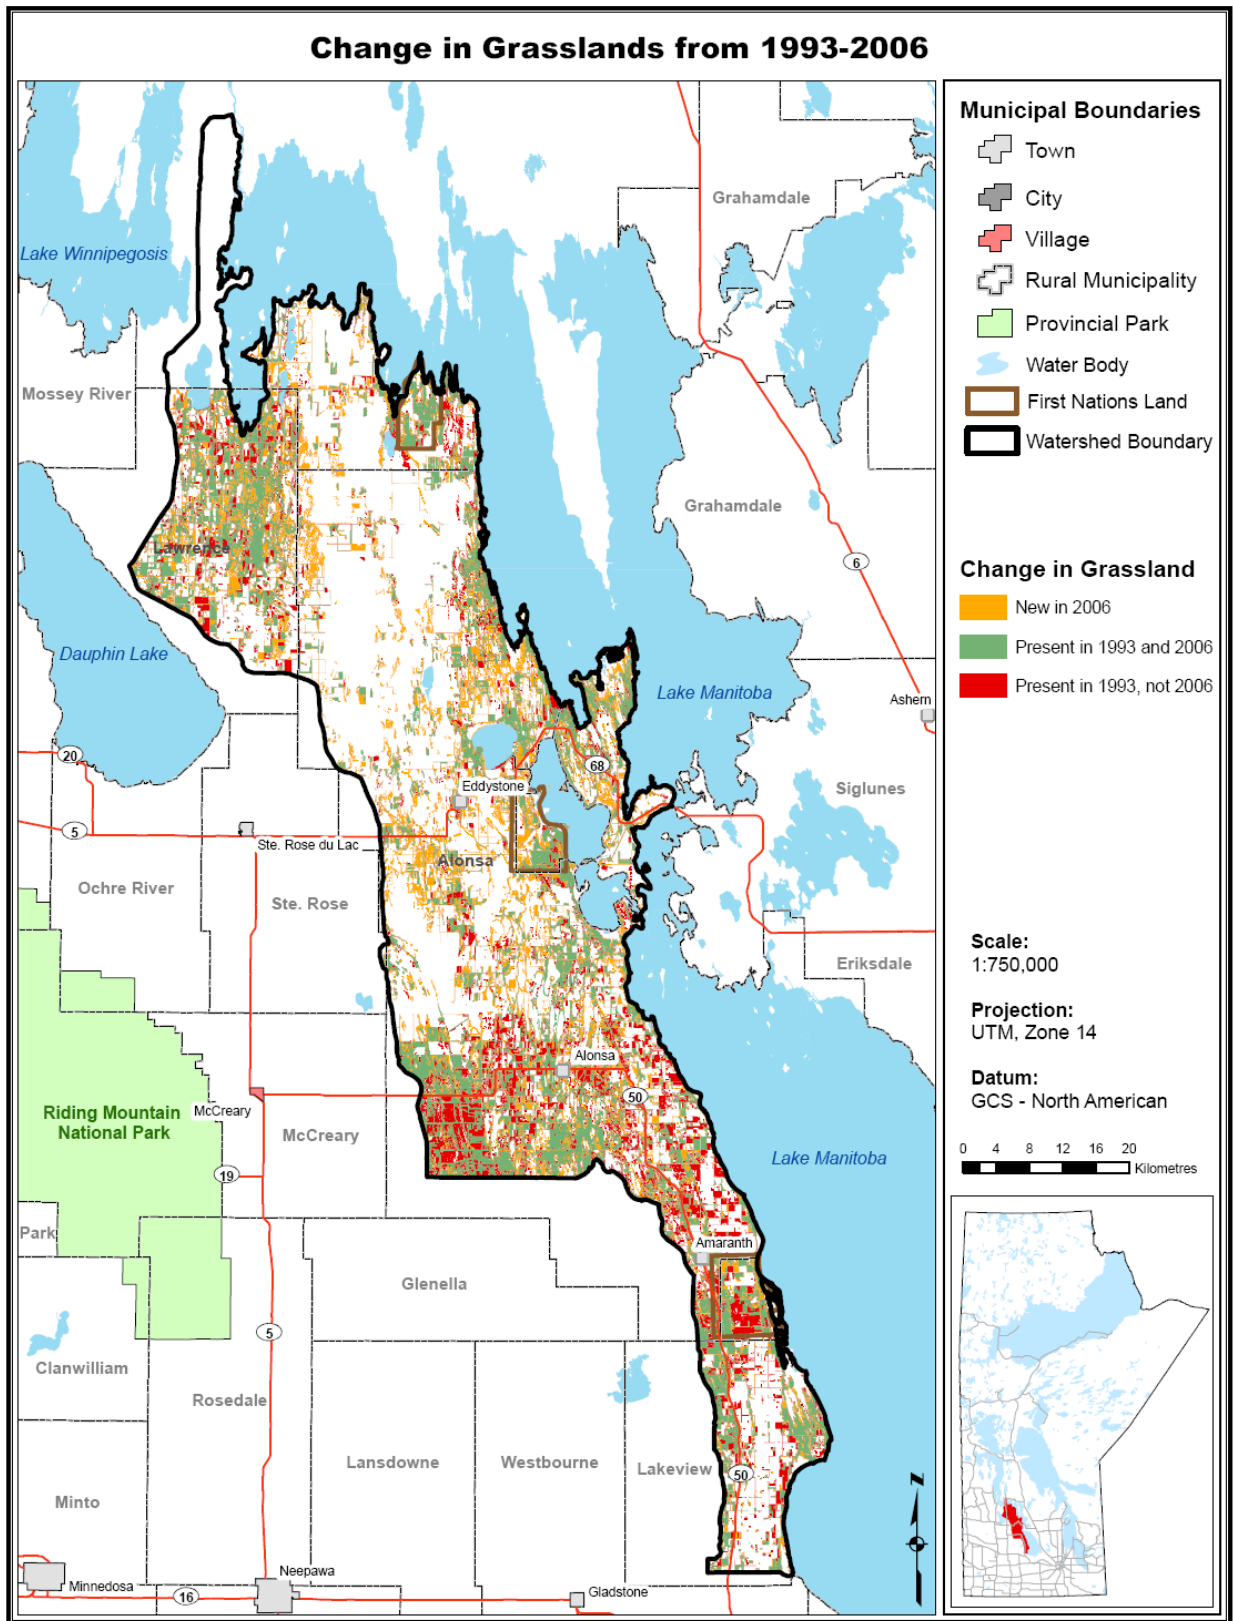 Change in Grasslands from 1993-2006
Municipal Boundaries
Town
City
Village
Rural Municipality
Provincial Park
Water Body
First Nations Land
Watershed Boundary
Change in Grassland
New in 2006
Present in 1993 and 2006
Present in 1993, not 2006
Scale:
1:750,000
Projection:
UTM, Zone 14
Datum:
GCS - North American
0 4 8 12 16 20
Kilometres
Grahamdale
Lake Winnipegosis
Mossey River
Grahamdale
Lawrence
6
Dauphin Lake
Lake Manitoba
Ashern
20
68
Eddystone
Siglunes
5
Ste. Rose du Lac
Alonsa
Ochre River
Ste. Rose
Eriksdale
Alonsa
50
Riding Mountain
National Park
McCreary
McCreary
Lake Manitoba
19
Park
Amaranth
Glenella
5
Clanwilliam
Rosedale
Lansdowne
Westbourne
Lakeview
50
Minto
N
Neepawa
Minnedosa
16
Gladstone